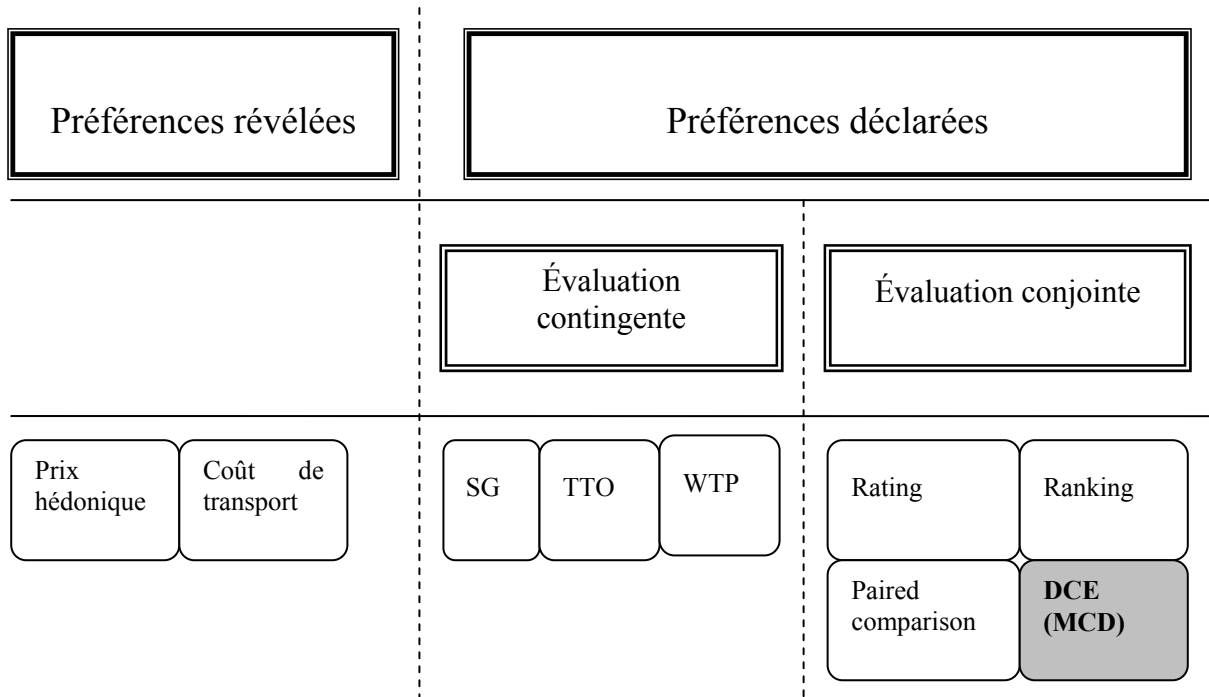 Préférences révélées
Préférences déclarées
Évaluation
contingente
Évaluation conjointe
Prix
hédonique
Coût de
transport
SG
TTO
WTP
Rating
Ranking
Paired
comparison
DCE
(MCD)